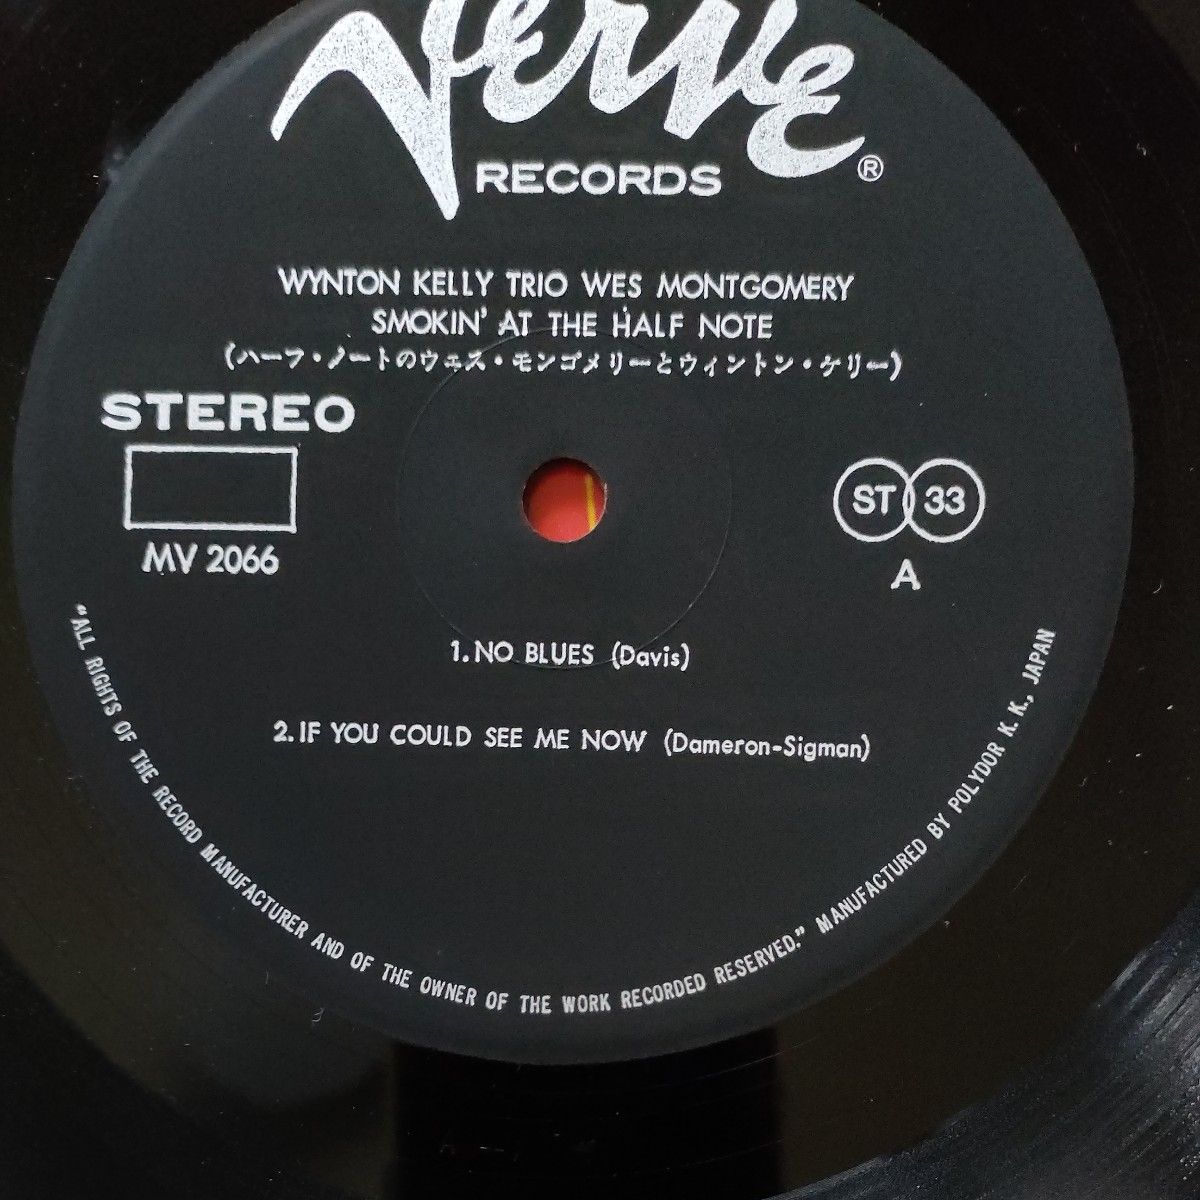 Verve
RECORDS ®
WYNTON KELLY TRIO WES MONTGOMERY
SMOKIN' AT THE HALF NOTE
(ハーフ・ノートのウェス・モンゴメリーとウィントン・ケリー)
STEREO
MV 2066
ST 33
A
1. NO BLUES (Davis)
2. IF YOU COULD SEE ME NOW (Dameron-Sigman)
"ALL RIGHTS OF THE RECORD MANUFACTURER AND OF THE OWNER OF THE WORK RECORDED RESERVED." MANUFACTURED BY POLYDOR K. K., JAPAN